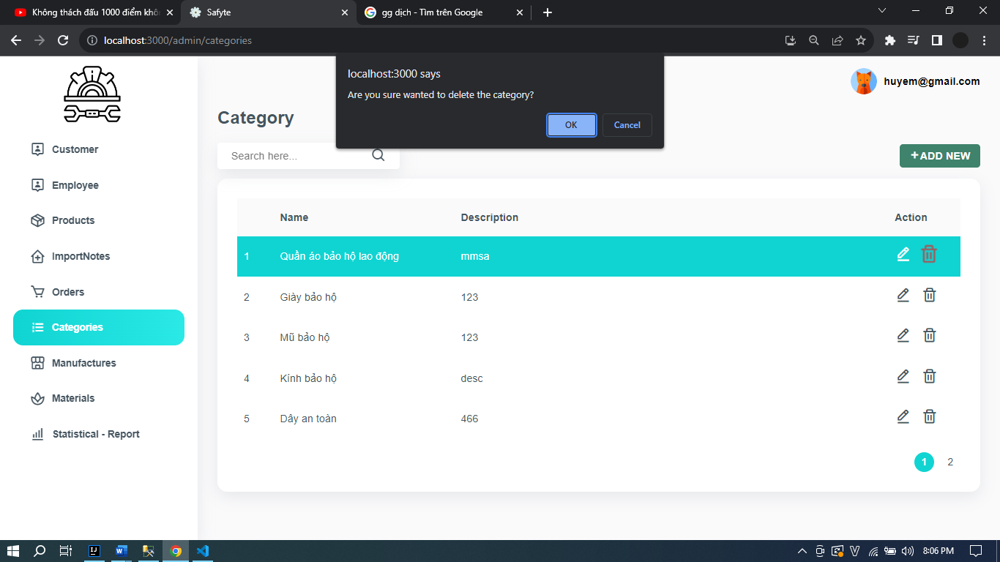 Không thách đấu 1000 điểm khô
Safyte
gg dịch - Tìm trên Google
localhost:3000/admin/categories
localhost:3000 says
Are you sure wanted to delete the category?
OK
Cancel
huyem@gmail.com
Category
Search here...
+ADD NEW
Customer
Employee
Products
ImportNotes
Orders
Categories
Manufactures
Materials
Statistical - Report
Name Description Action
1 Quần áo bảo hộ lao động mmsa
2 Giày bảo hộ 123
3 Mũ bảo hộ 123
4 Kính bảo hộ desc
5 Dây an toàn 466
1 2
8:06 PM